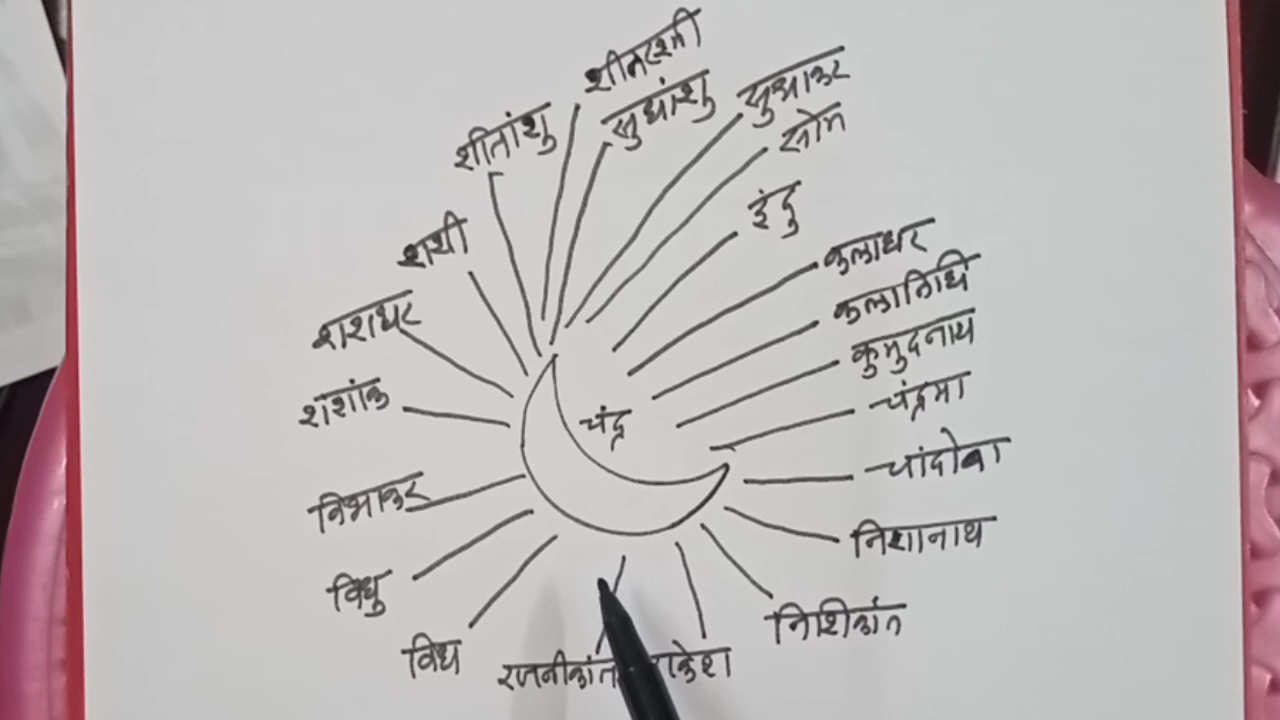 शीतरश्मी
सुधांशु
सुधाकर
शीतांशु
सोम
इंदु
शशी
कलाधर
कलानिधि
शशधर
कुमुदनाथ
शशांक
चंद्रमा
चंद्र
चांदोबा
विभाकर
निशानाथ
विधु
निशिकांत
विध
रजनीकांत
राकेश